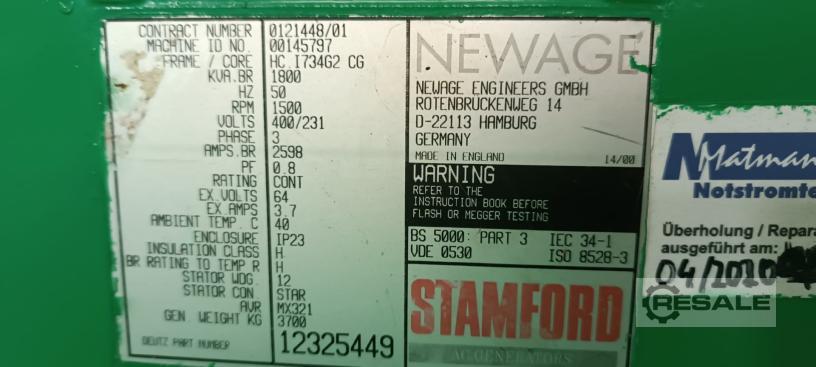 CONTRACT NUMBER 0121448/01
MACHINE ID NO. 00145797
FRAME / CORE HC.I734G2 CG
KVA.BR 1800
HZ 50
RPM 1500
VOLTS 400/231
PHASE 3
AMPS.BR 2598
PF 0.8
RATING CONT
EX.VOLTS 64
EX.AMPS 3.7
AMBIENT TEMP. C 40
ENCLOSURE IP23
INSULATION CLASS H
BR RATING TO TEMP R H
STATOR WDG. 12
STATOR CON. STAR
AVR MX321
GEN. WEIGHT KG 3700
DEUTZ PART NUMBER 12325449
NEWAGE
NEWAGE ENGINEERS GMBH
ROTENBRUCKENWEG 14
D-22113 HAMBURG
GERMANY
MADE IN ENGLAND 14/00
WARNING
REFER TO THE
INSTRUCTION BOOK BEFORE
FLASH OR MEGGER TESTING
BS 5000: PART 3 IEC 34-1
VDE 0530 ISO 8528-3
STAMFORD
AC GENERATORS
Matman
Notstromte
Überholung / Repara
ausgeführt am:
04/2020
RESALE